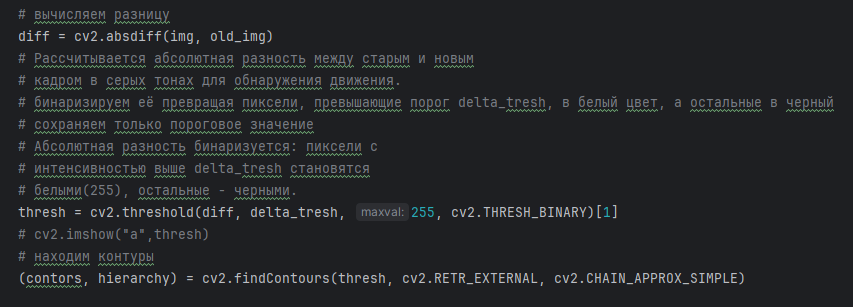 # вычисляем разницу
diff = cv2.absdiff(img, old_img)
# Рассчитывается абсолютная разность между старым и новым
# кадром в серых тонах для обнаружения движения.
# бинаризируем её превращая пиксели, превышающие порог delta_tresh, в белый цвет, а остальные в черный
# сохраняем только пороговое значение
# Абсолютная разность бинаризуется: пиксели с
# интенсивностью выше delta_tresh становятся
# белыми(255), остальные - черными.
thresh = cv2.threshold(diff, delta_tresh, maxval: 255, cv2.THRESH_BINARY)[1]
# cv2.imshow("a",thresh)
# находим контуры
(contors, hierarchy) = cv2.findContours(thresh, cv2.RETR_EXTERNAL, cv2.CHAIN_APPROX_SIMPLE)